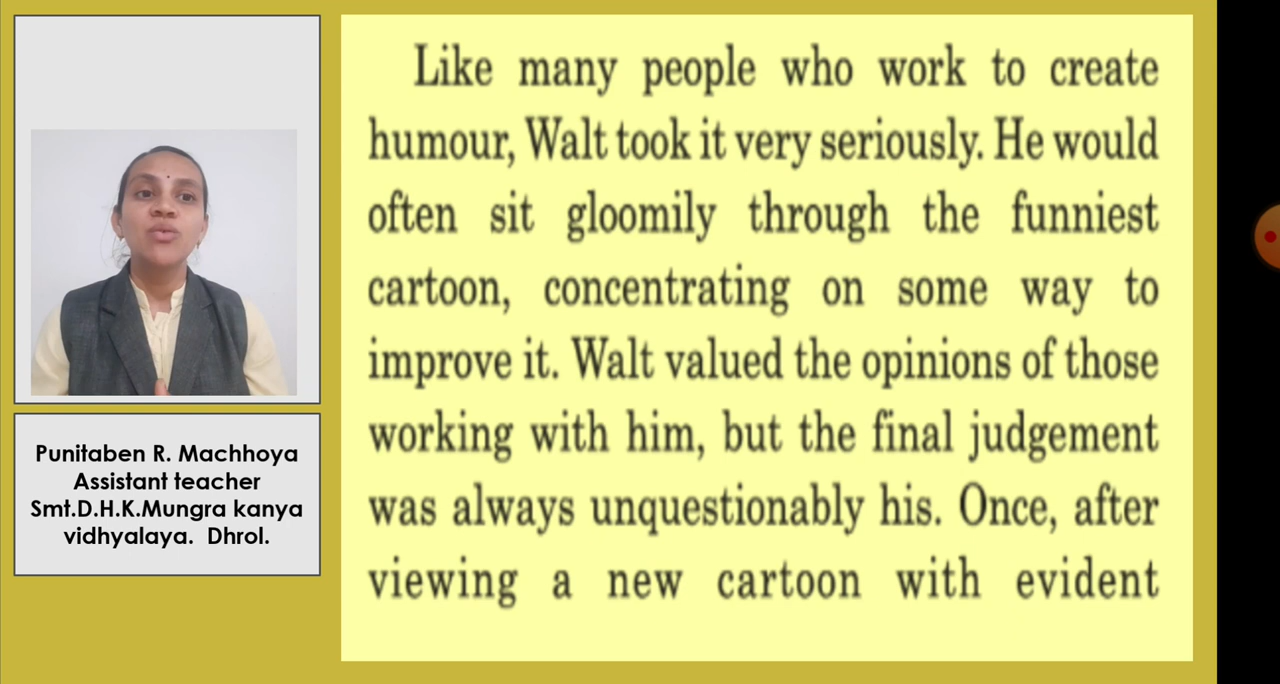 Like many people who work to create
humour, Walt took it very seriously. He would
often sit gloomily through the funniest
cartoon, concentrating on some way to
improve it. Walt valued the opinions of those
working with him, but the final judgement
was always unquestionably his. Once, after
viewing a new cartoon with evident
Punitaben R. Machhoya
Assistant teacher
Smt.D.H.K.Mungra kanya
vidhyalaya. Dhrol.